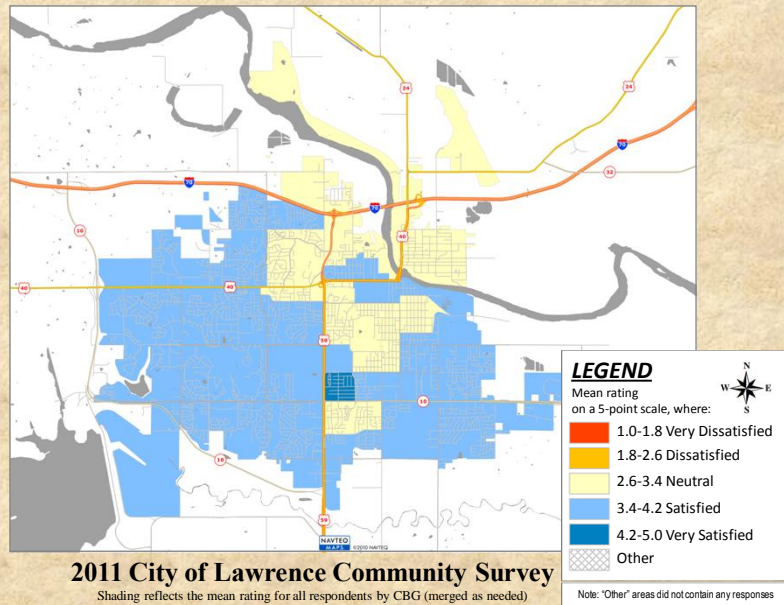 24
24
70
32
70
70
10
40
40
40
59
10
10
59
NAVTEQ
MAPS
©2010 NAVTEQ
LEGEND
N
W E
S
Mean rating
on a 5-point scale, where:
1.0-1.8 Very Dissatisfied
1.8-2.6 Dissatisfied
2.6-3.4 Neutral
3.4-4.2 Satisfied
4.2-5.0 Very Satisfied
Other
2011 City of Lawrence Community Survey
Shading reflects the mean rating for all respondents by CBG (merged as needed)
Note: "Other" areas did not contain any responses